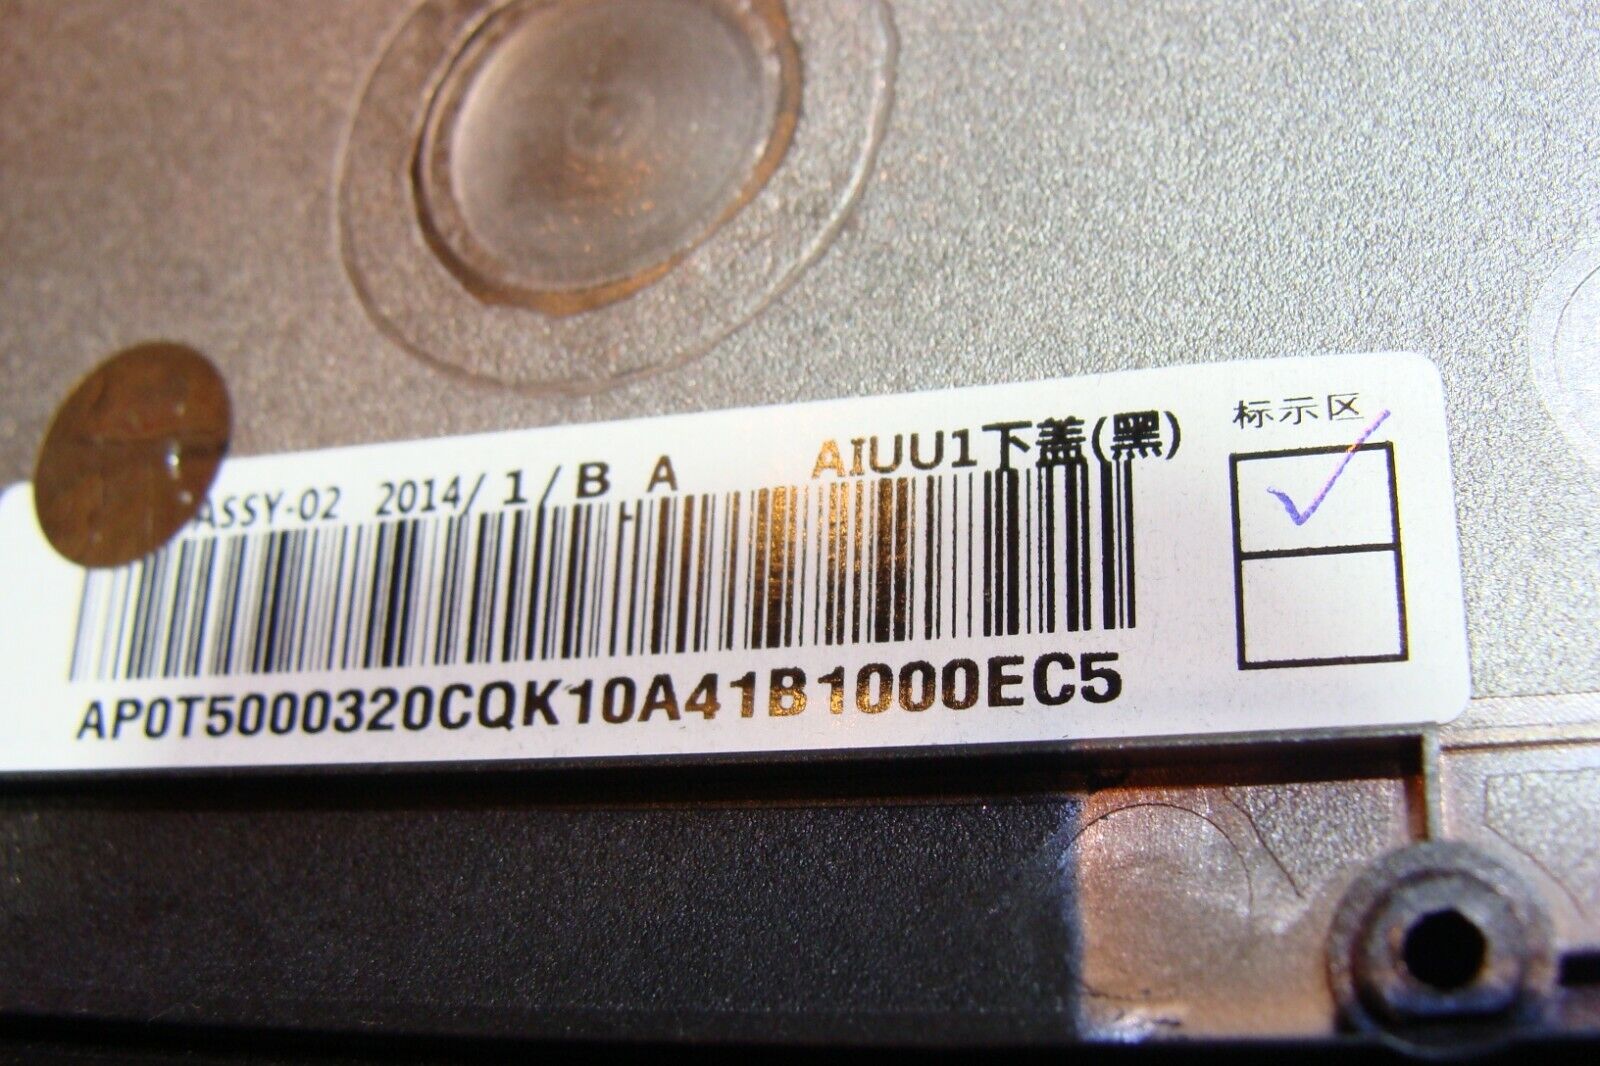 ASSY-02 2014/ 1 / B A AIUU1下盖(黑)
标示区
AP0T5000320CQK10A41B1000EC5